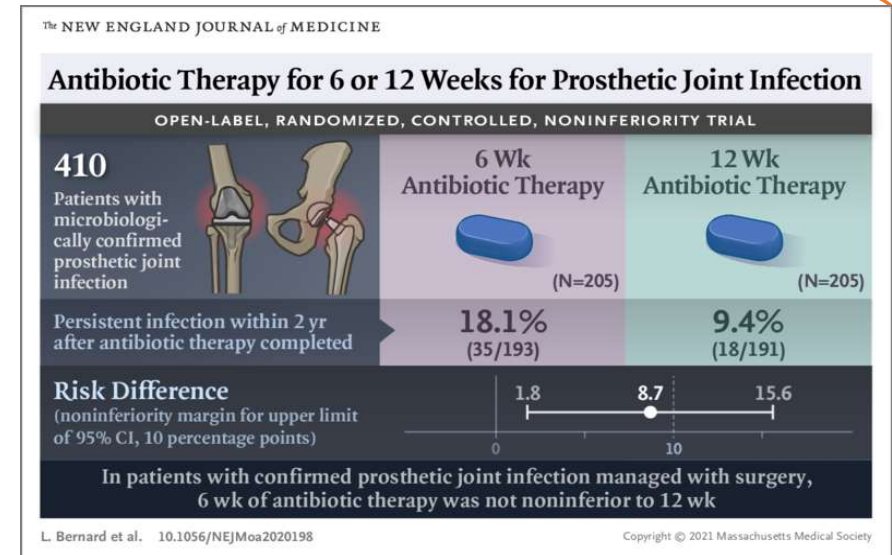 The NEW ENGLAND JOURNAL of MEDICINE
Antibiotic Therapy for 6 or 12 Weeks for Prosthetic Joint Infection
OPEN-LABEL, RANDOMIZED, CONTROLLED, NONINFERIORITY TRIAL
410
Patients with
microbiologi-
cally confirmed
prosthetic joint
infection
6 Wk
Antibiotic Therapy
(N=205)
12 Wk
Antibiotic Therapy
(N=205)
Persistent infection within 2 yr
after antibiotic therapy completed
18.1%
(35/193)
9.4%
(18/191)
Risk Difference
(noninferiority margin for upper limit
of 95% CI, 10 percentage points)
1.8 8.7 15.6
0 10
In patients with confirmed prosthetic joint infection managed with surgery,
6 wk of antibiotic therapy was not noninferior to 12 wk
L. Bernard et al. 10.1056/NEJMoa2020198
Copyright © 2021 Massachusetts Medical Society